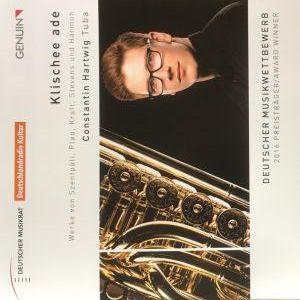 GENUIN
Klischee ade
Werke von Szentpáli, Plau, Kraft, Stevens und Harmon
Constantin Hartwig Tuba
DEUTSCHER MUSIKWETTBEWERB
2016 PREISTRÄGER/AWARD WINNER
Deutschlandradio Kultur
DEUTSCHER MUSIKRAT